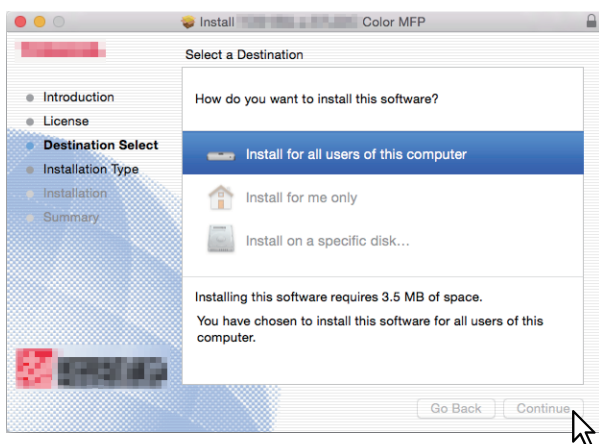 Install Color MFP
Select a Destination
Introduction
License
Destination Select
Installation Type
Installation
Summary
How do you want to install this software?
Install for all users of this computer
Install for me only
Install on a specific disk...
Installing this software requires 3.5 MB of space.
You have chosen to install this software for all users of this
computer.
Go Back
Continue